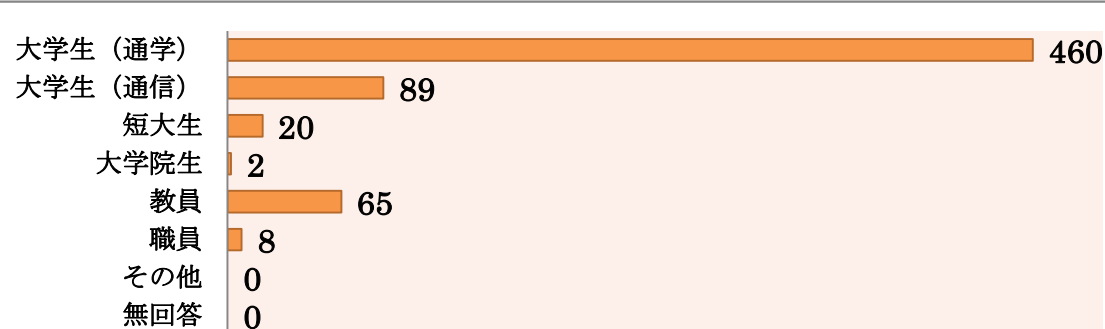 大学生（通学） 460
大学生（通信） 89
短大生 20
大学院生 2
教員 65
職員 8
その他 0
無回答 0